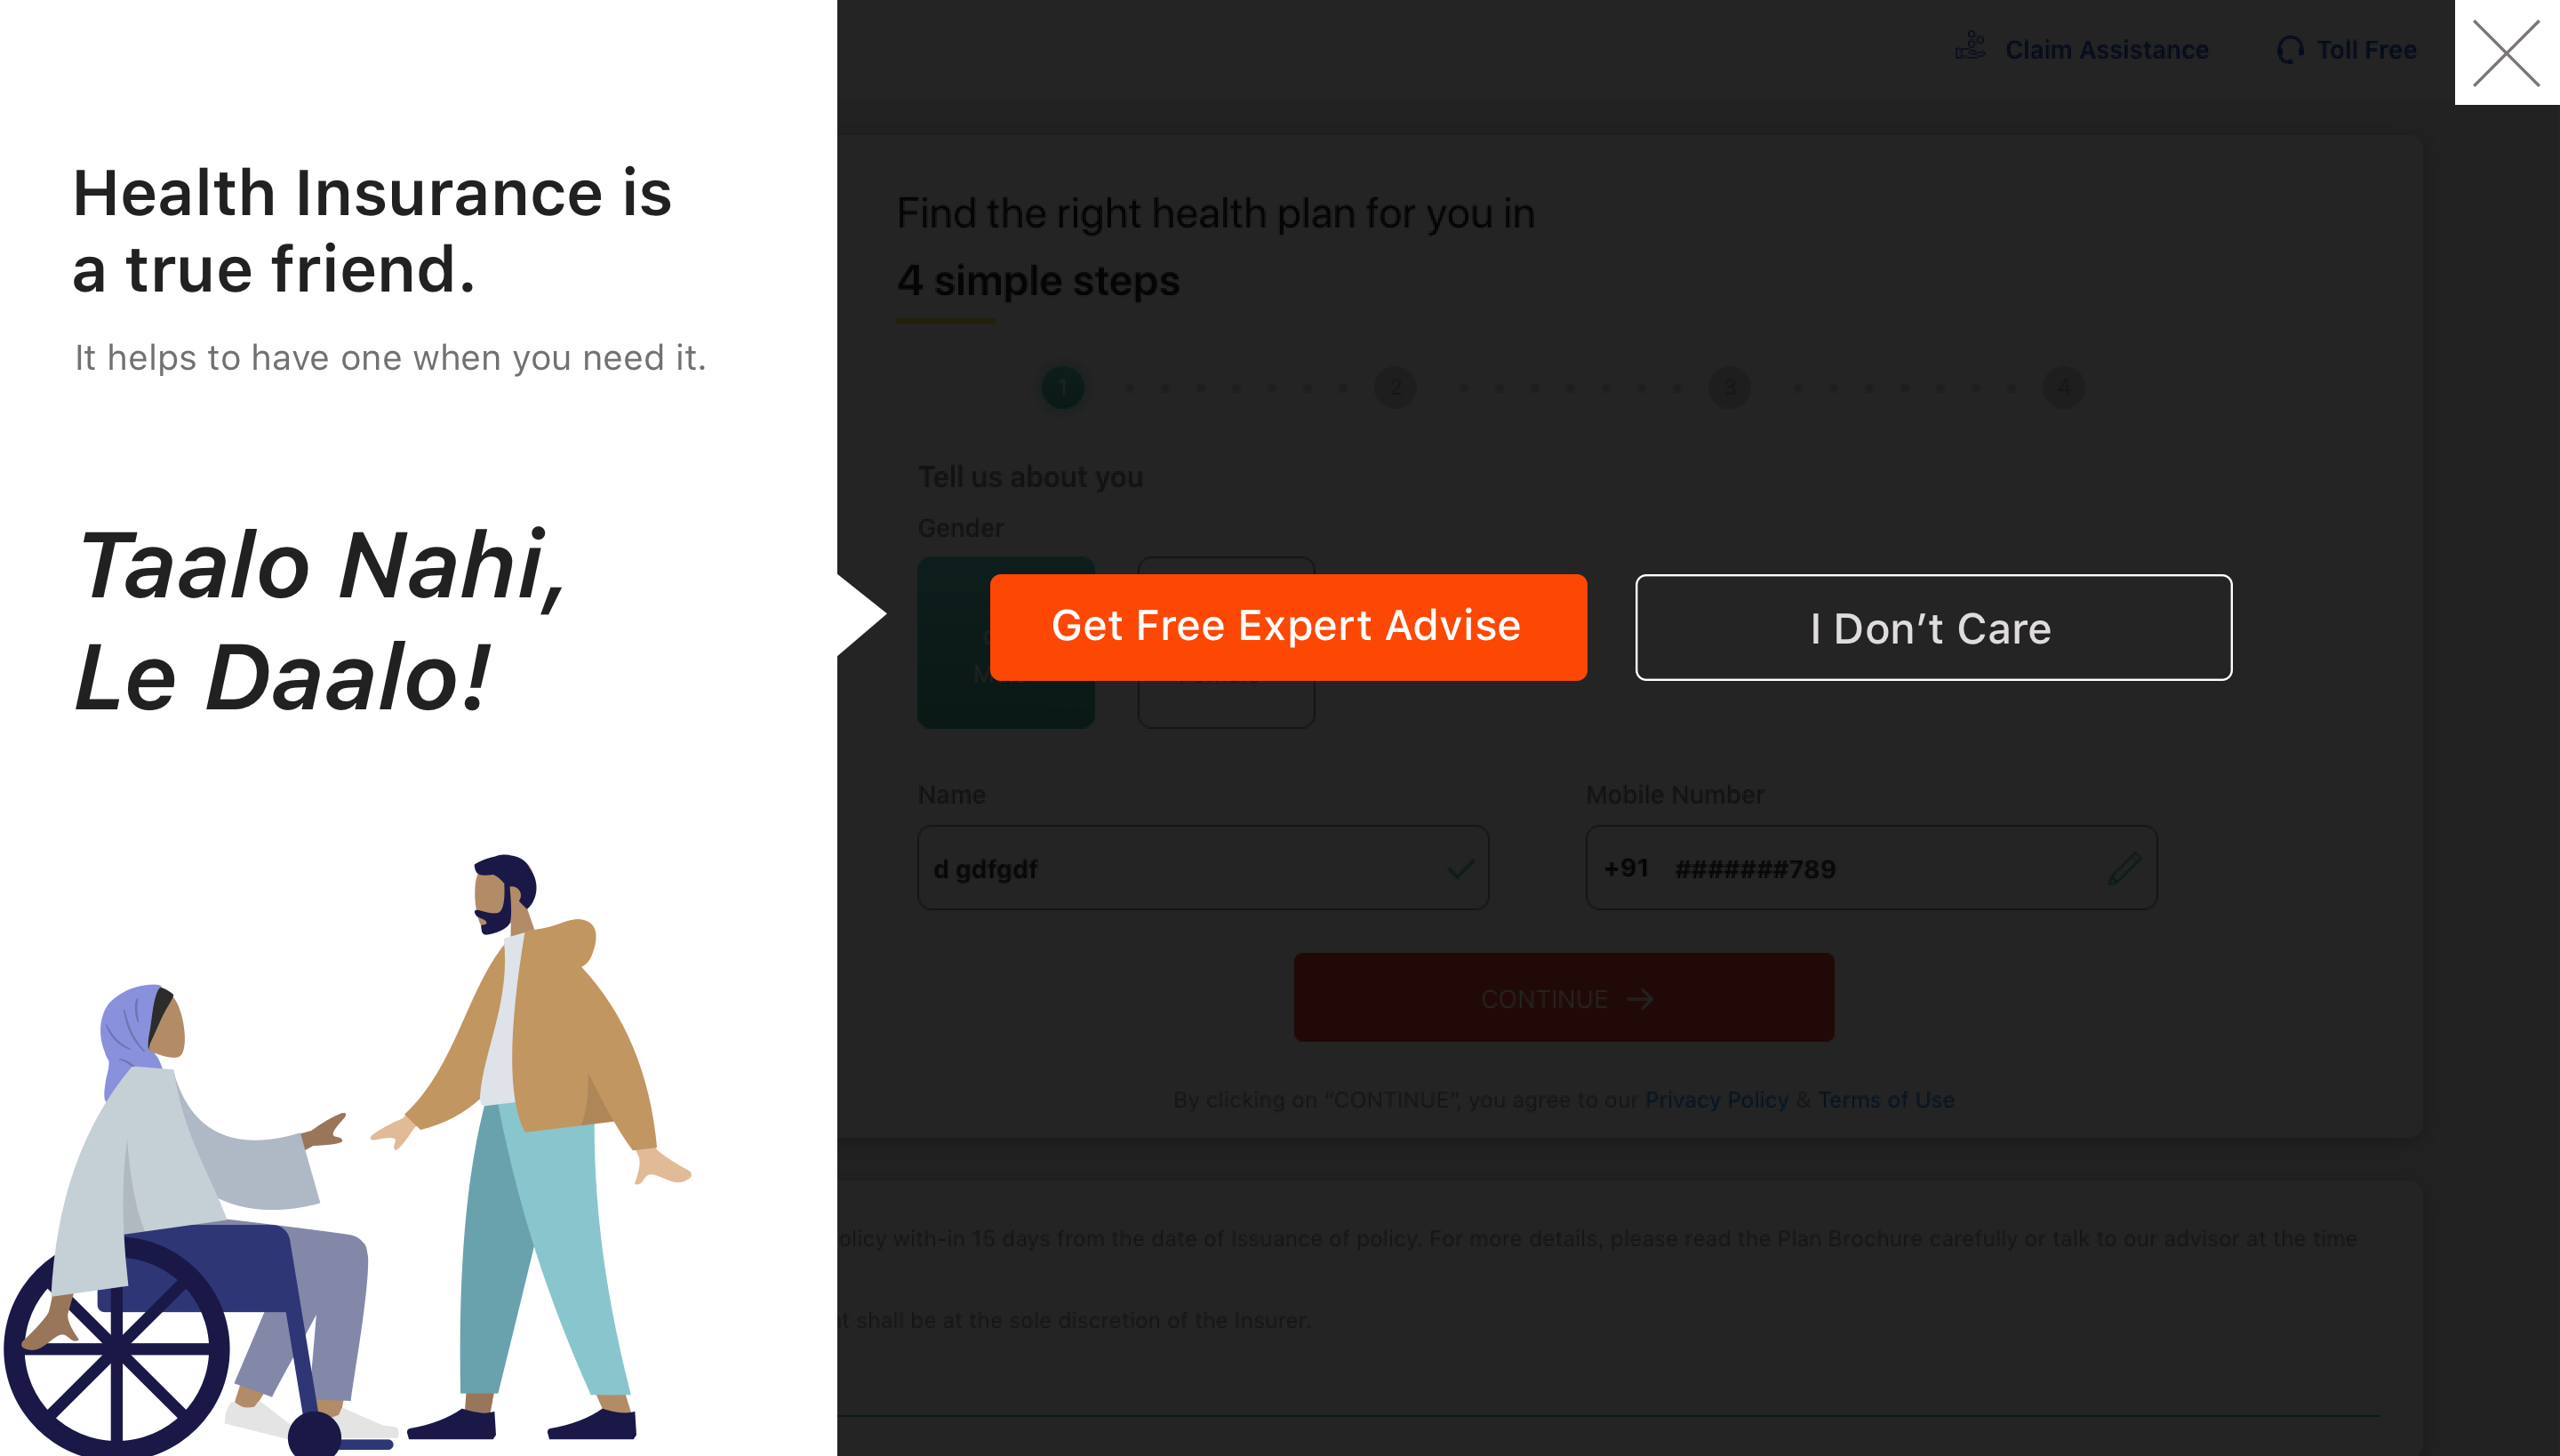 Claim Assistance
Toll Free
Health Insurance is
a true friend.
It helps to have one when you need it.
Taalo Nahi,
Le Daalo!
Find the right health plan for you in
4 simple steps
1 2 3 4
Tell us about you
Gender
Get Free Expert Advise
I Don’t Care
Name
Mobile Number
d gdfgdf
+91 #######789
CONTINUE
By clicking on “CONTINUE”, you agree to our Privacy Policy & Terms of Use
with-in 15 days from the date of Issuance of policy. For more details, please read the Plan Brochure carefully or talk to our advisor at the time
shall be at the sole discretion of the Insurer.